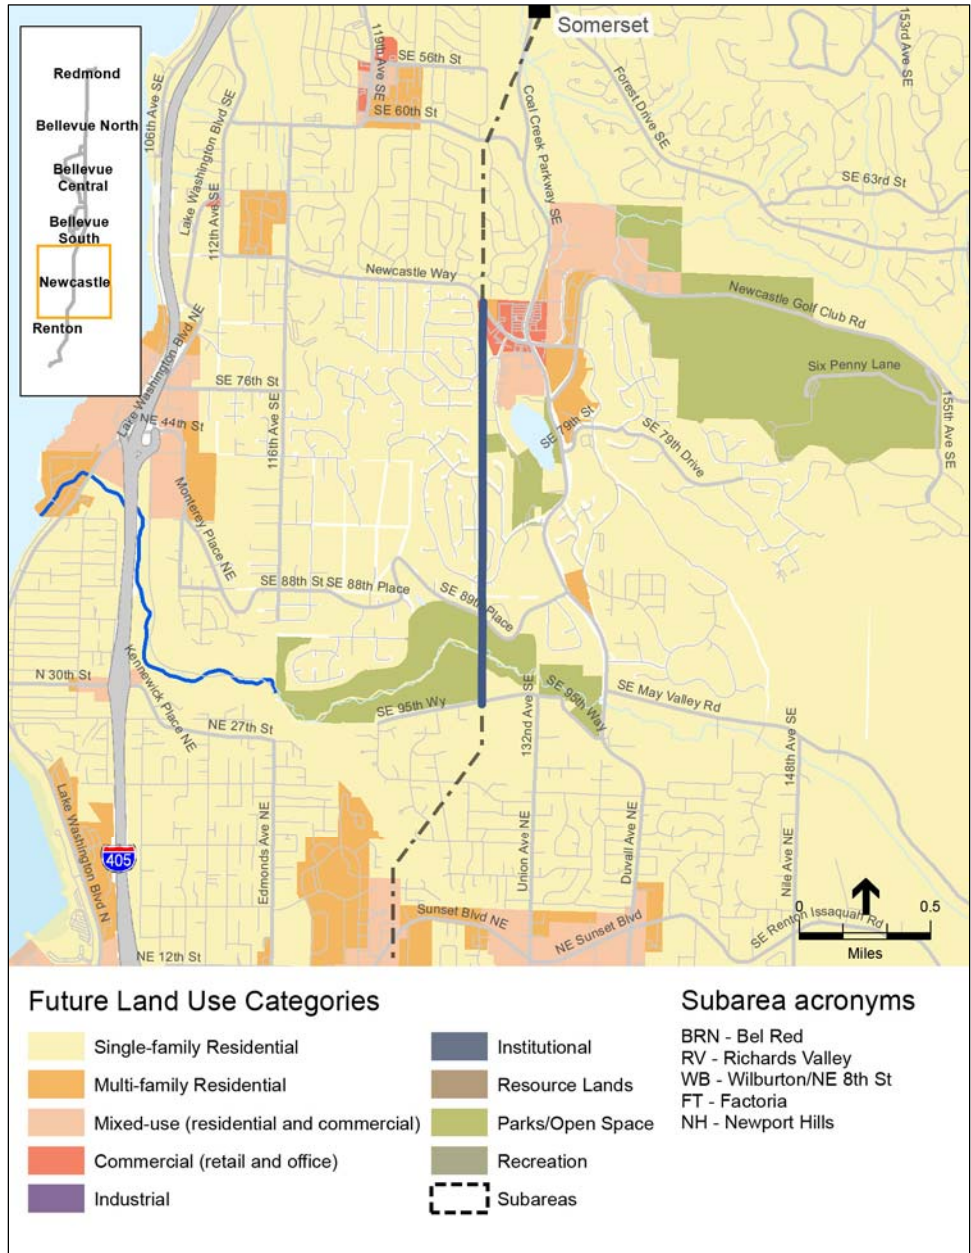 Somerset
Redmond
Bellevue North
Bellevue
Central
Bellevue
South
Newcastle
Renton
106th Ave SE
Lake Washington Blvd SE
119th Ave SE
SE 56th St
SE 60th St
Coal Creek Parkway SE
Forest Drive SE
153rd Ave SE
SE 63rd St
112th Ave SE
Newcastle Way
Newcastle Golf Club Rd
Six Penny Lane
155th Ave SE
Lake Washington Blvd NE
SE 76th St
NE 44th St
116th Ave SE
SE 79th St
SE 79th Drive
Monterey Place NE
SE 88th St
SE 88th Place
SE 89th Place
N 30th St
Kennewick Place NE
NE 27th St
SE 95th Wy
132nd Ave SE
SE 95th Way
SE May Valley Rd
148th Ave SE
Lake Washington Blvd N
405
Edmonds Ave NE
Union Ave NE
Duvall Ave NE
Nile Ave NE
Sunset Blvd NE
NE Sunset Blvd
SE Renton Issaquah Rd
NE 12th St
0 0.5
Miles
Future Land Use Categories
Single-family Residential
Multi-family Residential
Mixed-use (residential and commercial)
Commercial (retail and office)
Industrial
Institutional
Resource Lands
Parks/Open Space
Recreation
Subareas
Subarea acronyms
BRN - Bel Red
RV - Richards Valley
WB - Wilburton/NE 8th St
FT - Factoria
NH - Newport Hills